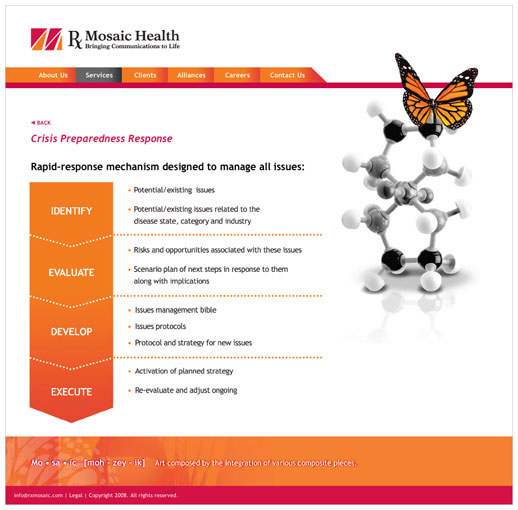 Rx Mosaic Health
Bringing Communications to Life
About Us Services Clients Alliances Careers Contact Us
◄ BACK
Crisis Preparedness Response
Rapid-response mechanism designed to manage all issues:
IDENTIFY
• Potential/existing issues
• Potential/existing issues related to the
disease state, category and industry
EVALUATE
• Risks and opportunities associated with these issues
• Scenario plan of next steps in response to them
along with implications
DEVELOP
• Issues management bible
• Issues protocols
• Protocol and strategy for new issues
EXECUTE
• Activation of planned strategy
• Re-evaluate and adjust ongoing
Mo • sa • ic [moh - zey - ik] Art composed by the integration of various composite pieces.
info@rxmosaic.com | Legal | Copyright 2008. All rights reserved.